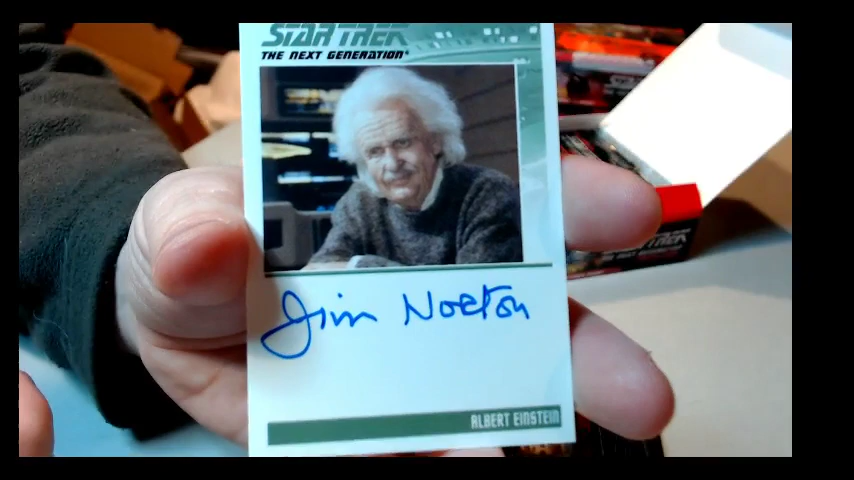 STAR TREK
THE NEXT GENERATION
Jim Norton
ALBERT EINSTEIN